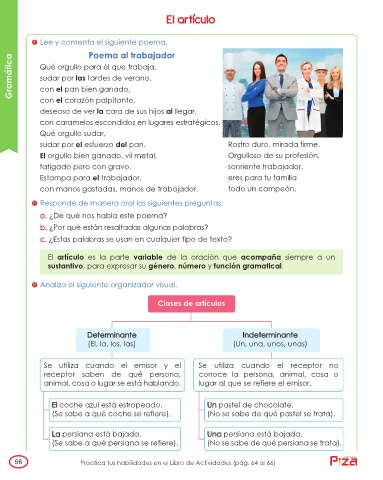 El artículo
Gramática
Lee y comenta el siguiente poema.
Poema al trabajador
Qué orgullo para él que trabaja,
sudar por las tardes de verano,
con el pan bien ganado,
con el corazón palpitante,
deseoso de ver la cara de sus hijos al llegar,
con caramelos escondidos en lugares estratégicos.
Qué orgullo sudar,
sudar por el esfuerzo del pan.
El orgullo bien ganado, vil metal,
fatigado pero con gravo.
Estampa para el trabajador,
con manos gastadas, manos de trabajador.
Rostro duro, mirada firme.
Orgulloso de su profesión,
sonriente trabajador,
eres para tu familia
todo un campeón.
Responde de manera oral las siguientes preguntas:
a. ¿De qué nos habla este poema?
b. ¿Por qué están resaltadas algunas palabras?
c. ¿Estas palabras se usan en cualquier tipo de texto?
El artículo es la parte variable de la oración que acompaña siempre a un
sustantivo, para expresar su género, número y función gramatical.
Analiza el siguiente organizador visual.
Clases de artículos
Determinante
(El, la, los, las)
Se utiliza cuando el emisor y el
receptor saben de qué persona,
animal, cosa o lugar se está hablando.
El coche azul está estropeado.
(Se sabe a qué coche se refiere).
La persiana está bajada.
(Se sabe a qué persiana se refiere).
Indeterminante
(Un, una, unos, unas)
Se utiliza cuando el receptor no
conoce la persona, animal, cosa o
lugar al que se refiere el emisor.
Un pastel de chocolate.
(No se sabe de qué pastel se trata).
Una persiana está bajada.
(No se sabe de qué persiana se trata).
56
Practica tus habilidades en el Libro de Actividades (pág. 64 al 66)
Piza